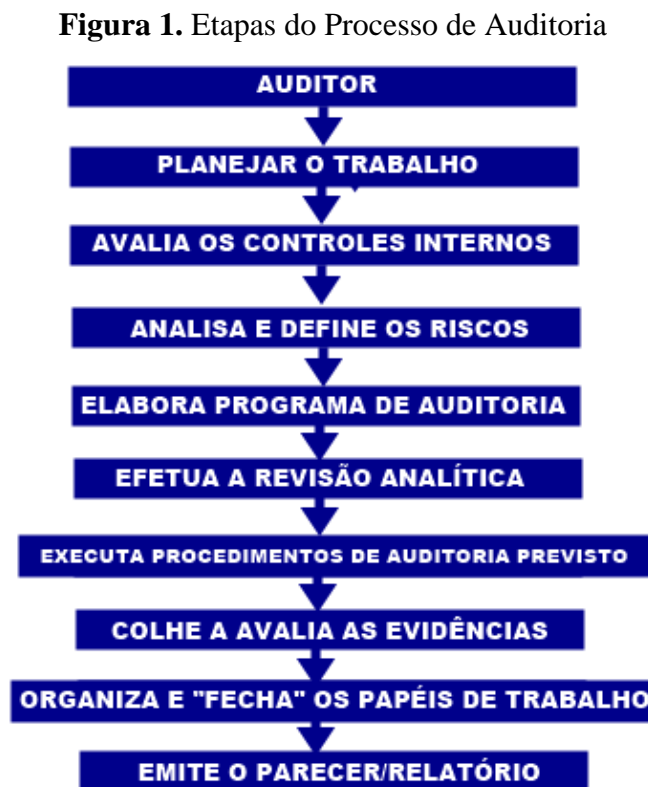 Figura 1. Etapas do Processo de Auditoria
AUDITOR
PLANEJAR O TRABALHO
AVALIA OS CONTROLES INTERNOS
ANALISA E DEFINE OS RISCOS
ELABORA PROGRAMA DE AUDITORIA
EFETUA A REVISÃO ANALÍTICA
EXECUTA PROCEDIMENTOS DE AUDITORIA PREVISTO
COLHE A AVALIA AS EVIDÊNCIAS
ORGANIZA E "FECHA" OS PAPÉIS DE TRABALHO
EMITE O PARECER/RELATÓRIO